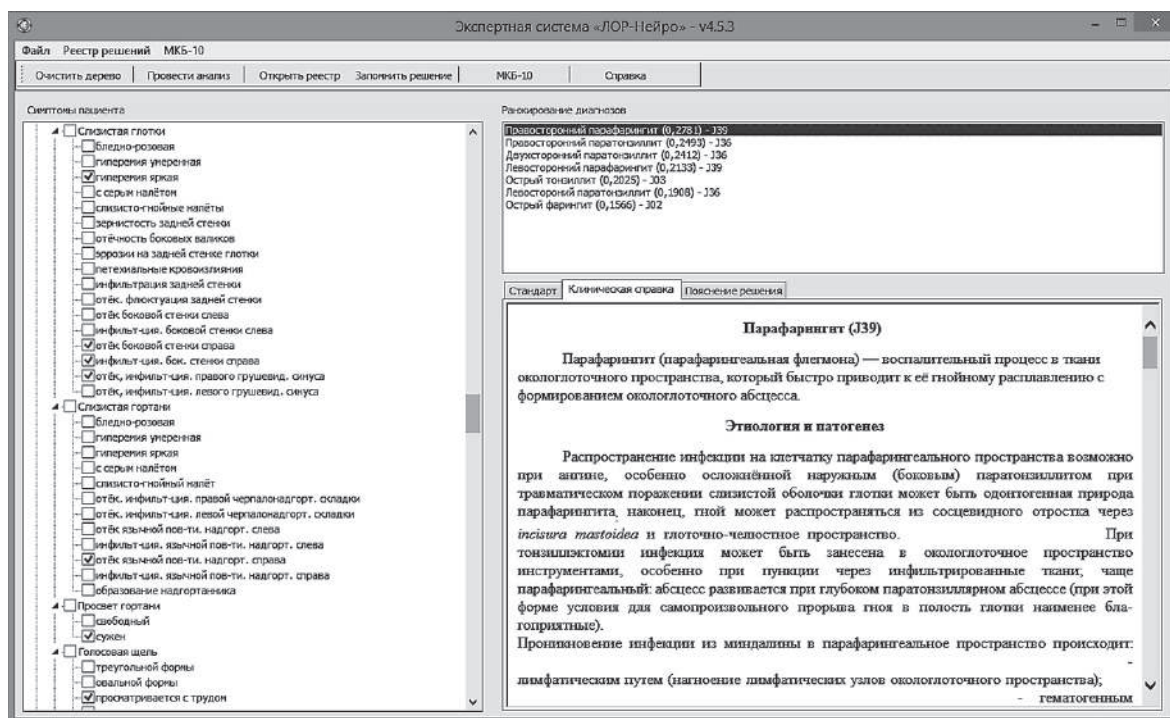 Экспертная система «ЛОР-Нейро» - v4.5.3
Файл Реестр решений МКБ-10
Очистить дерево Провести анализ Открыть реестр Запомнить решение МКБ-10 Справка
Симптомы пациента
Слизистая глотки
бледно-розовая
гиперемия умеренная
гиперемия яркая
с серым налётом
слизисто-гнойные налёты
зернистость задней стенки
отёчность боковых валиков
эррозии на задней стенке глотки
петехиальные кровоизлияния
инфильтрация задней стенки
отёк. флюктуация задней стенки
отёк боковой стенки слева
инфильт-ция. боковой стенки слева
отёк боковой стенки справа
инфильт-ция. бок. стенки справа
отёк, инфильт-ция. правого грушевид. синуса
отёк, инфильт-ция. левого грушевид. синуса
Слизистая гортани
бледно-розовая
гиперемия умеренная
гиперемия яркая
с серым налётом
слизисто-гнойный налёт
отёк. инфильт-ция. правой черпалонадгорт. складки
отёк. инфильт-ция. левой черпалонадгорт. складки
отёк язычной пов-ти. надгорт. слева
инфильт-ция. язычной пов-ти. надгорт. слева
отёк язычной пов-ти. надгорт. справа
инфильт-ция. язычной пов-ти. надгорт. справа
образование надгортанника
Просвет гортани
свободный
сужен
Голосовая щель
треугольной формы
овальной формы
просматривается с трудом
Ранжирование диагнозов
Правосторонний парафарингит (0,2781) - J39
Правосторонний паратонзиллит (0,2493) - J36
Двухсторонний паратонзиллит (0,2412) - J36
Левосторонний парафарингит (0,2133) - J39
Острый тонзиллит (0,2025) - J03
Левостороний паратонзиллит (0,1908) - J36
Острый фарингит (0,1566) - J02
Стандарт Клиническая справка Пояснение решения
Парафарингит (J39)
Парафарингит (парафарингеальная флегмона) — воспалительный процесс в ткани
окологлоточного пространства, который быстро приводит к её гнойному расплавлению с
формированием окологлоточного абсцесса.
Этиология и патогенез
Распространение инфекции на клетчатку парафарингеального пространства возможно
при ангине, особенно осложнённой наружным (боковым) паратонзиллитом при
травматическом поражении слизистой оболочки глотки может быть одонтогенная природа
парафарингита, наконец, гной может распространяться из сосцевидного отростка через
incisura mastoidea и глоточно-челюстное пространство. При
тонзиллэктомии инфекция может быть занесена в окологлоточное пространство
инструментами, особенно при пункции через инфильтрированные ткани; чаще
парафарингеальный: абсцесс развивается при глубоком паратонзиллярном абсцессе (при этой
форме условия для самопроизвольного прорыва гноя в полость глотки наименее бла-
гоприятные).
Проникновение инфекции из миндалины в парафарингеальное пространство происходит:
-
лимфатическим путем (нагноение лимфатических узлов окологлоточного пространства);
- гематогенным